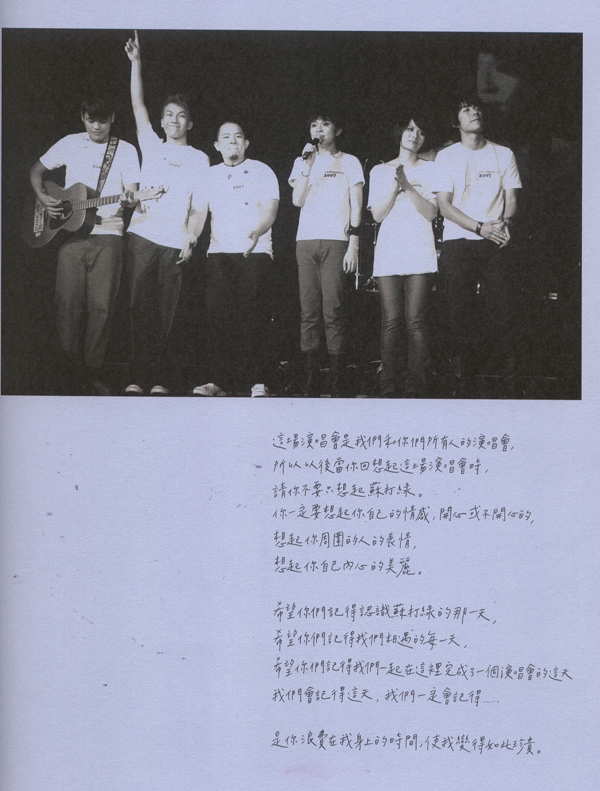 2007
2007
2007
2007
這場演唱會是我們和你們所有人的演唱會,
所以以後當你回想起這場演唱會時,
請你不要只想起蘇打綠。
你一定要想起你自己的情感,開心或不開心的,
想起你周圍的人的表情,
想起你自己內心的美麗。
希望你們記得認識蘇打綠的那一天,
希望你們記得我們相遇的每一天,
希望你們記得我們一起在這裡完成了一個演唱會的這天
我們會記得這天,我們一定會記得……
是你浪費在我身上的時間,使我變得如此珍貴。